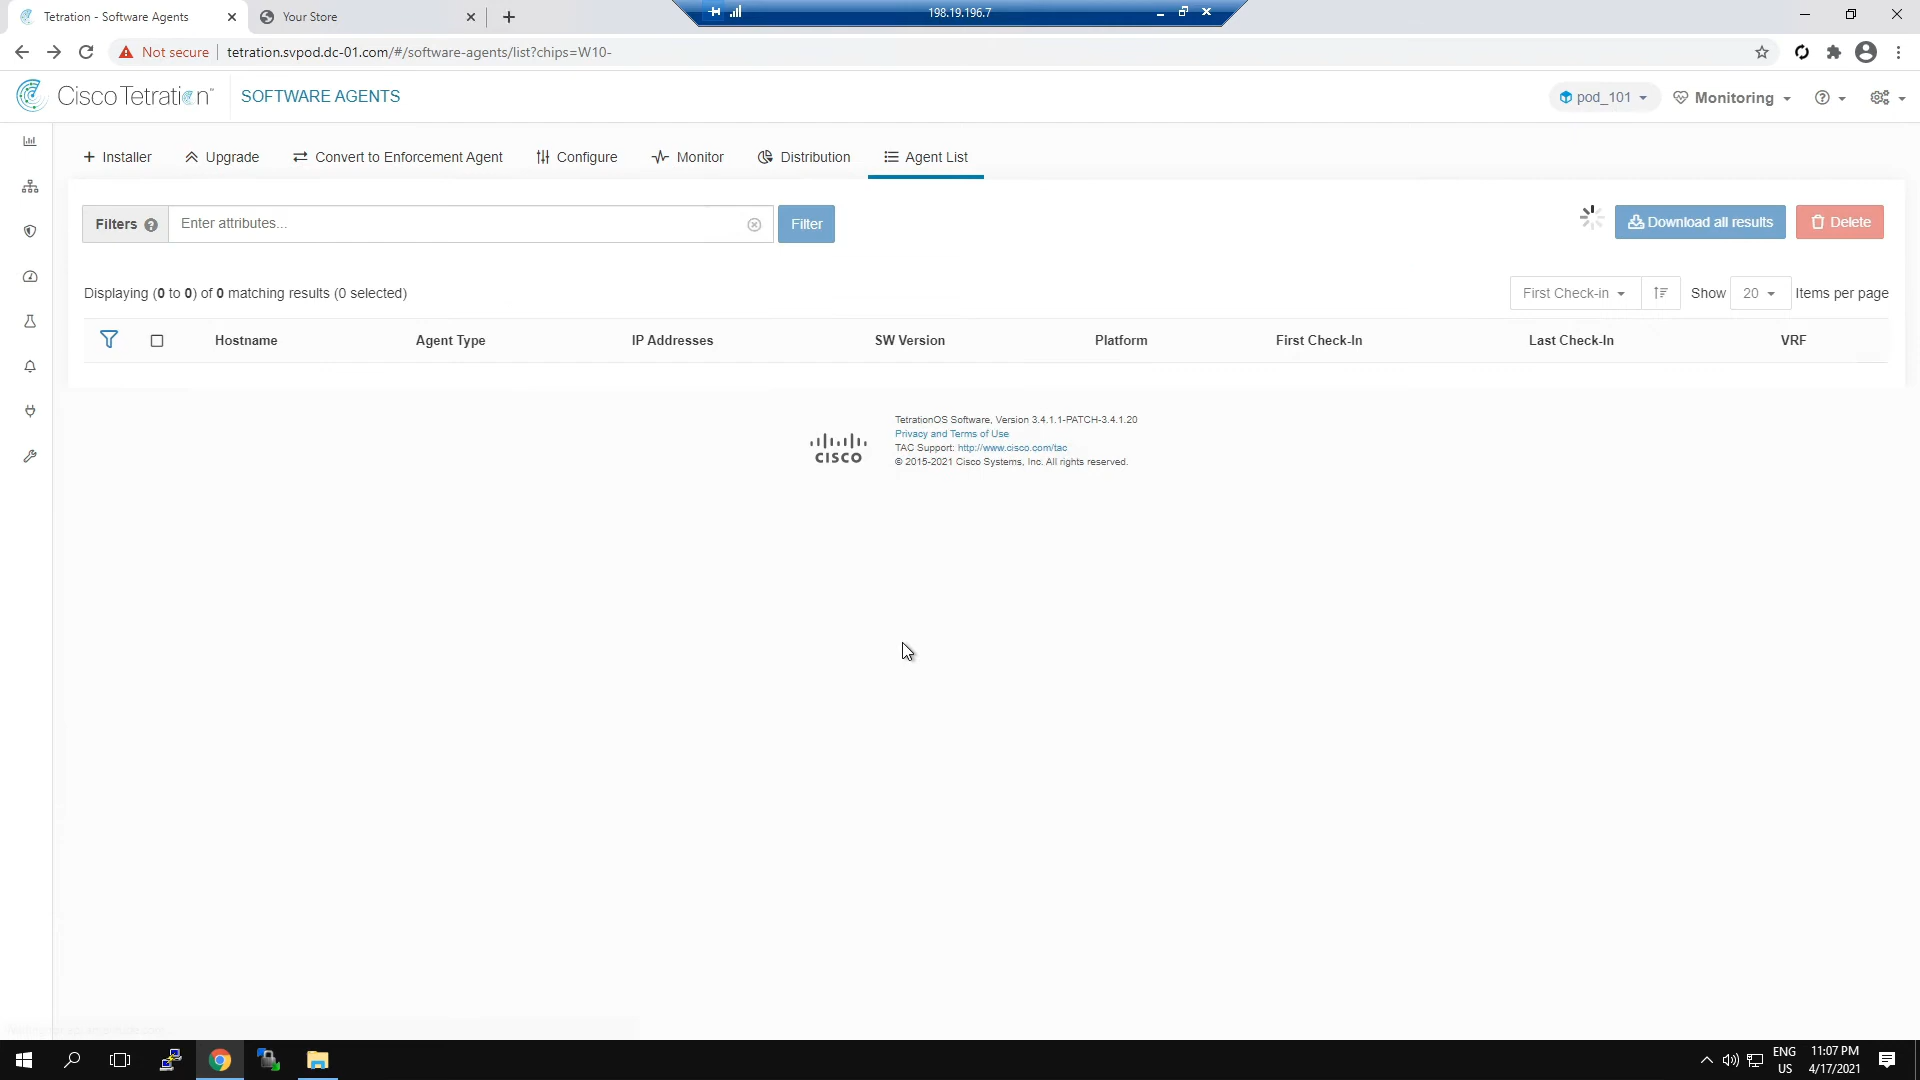 Tetration - Software Agents
Your Store
198.19.196.7
Not secure
tetration.svpod.dc-01.com/#/software-agents/list?chips=W10-
Cisco Tetration™
SOFTWARE AGENTS
pod_101
Monitoring
Installer
Upgrade
Convert to Enforcement Agent
Configure
Monitor
Distribution
Agent List
Filters
Enter attributes...
Filter
Download all results
Delete
Displaying (0 to 0) of 0 matching results (0 selected)
First Check-in
Show
20
Items per page
Hostname
Agent Type
IP Addresses
SW Version
Platform
First Check-In
Last Check-In
VRF
CISCO
TetrationOS Software, Version 3.4.1.1-PATCH-3.4.1.20
Privacy and Terms of Use
TAC Support: http://www.cisco.com/tac
© 2015-2021 Cisco Systems, Inc. All rights reserved.
ENG
US
11:07 PM
4/17/2021